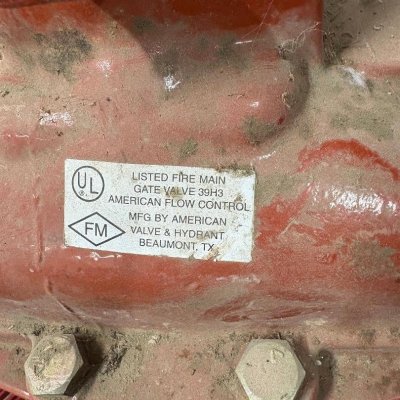 UL
LISTED FIRE MAIN
GATE VALVE 39H3
AMERICAN FLOW CONTROL
FM
MFG BY AMERICAN
VALVE & HYDRANT
BEAUMONT, TX